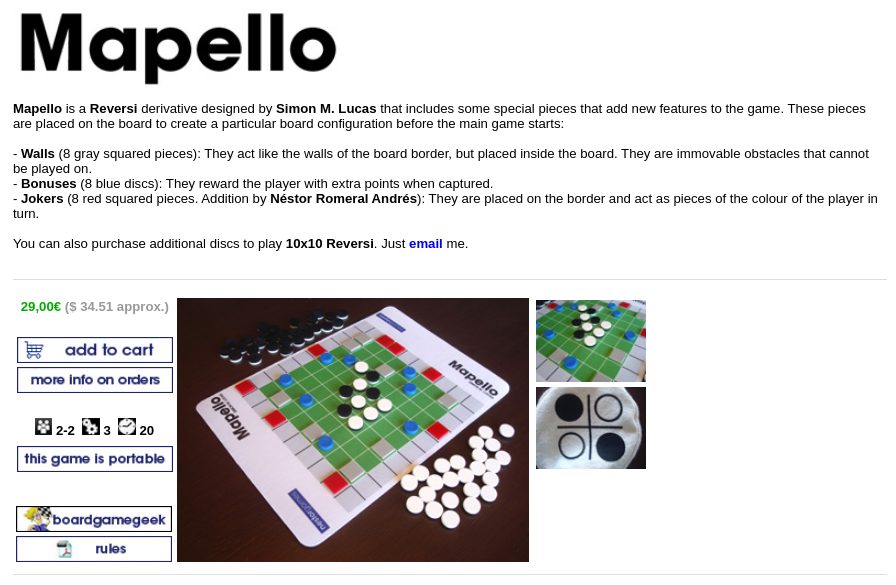 Mapello
Mapello is a Reversi derivative designed by Simon M. Lucas that includes some special pieces that add new features to the game. These pieces
are placed on the board to create a particular board configuration before the main game starts:
- Walls (8 gray squared pieces): They act like the walls of the board border, but placed inside the board. They are immovable obstacles that cannot
be played on.
- Bonuses (8 blue discs): They reward the player with extra points when captured.
- Jokers (8 red squared pieces. Addition by Néstor Romeral Andrés): They are placed on the border and act as pieces of the colour of the player in
turn.
You can also purchase additional discs to play 10x10 Reversi. Just email me.
29,00€ ($ 34.51 approx.)
add to cart
more info on orders
2-2 3 20
this game is portable
boardgamegeek
rules
Mapello
Mapello
nestorgames